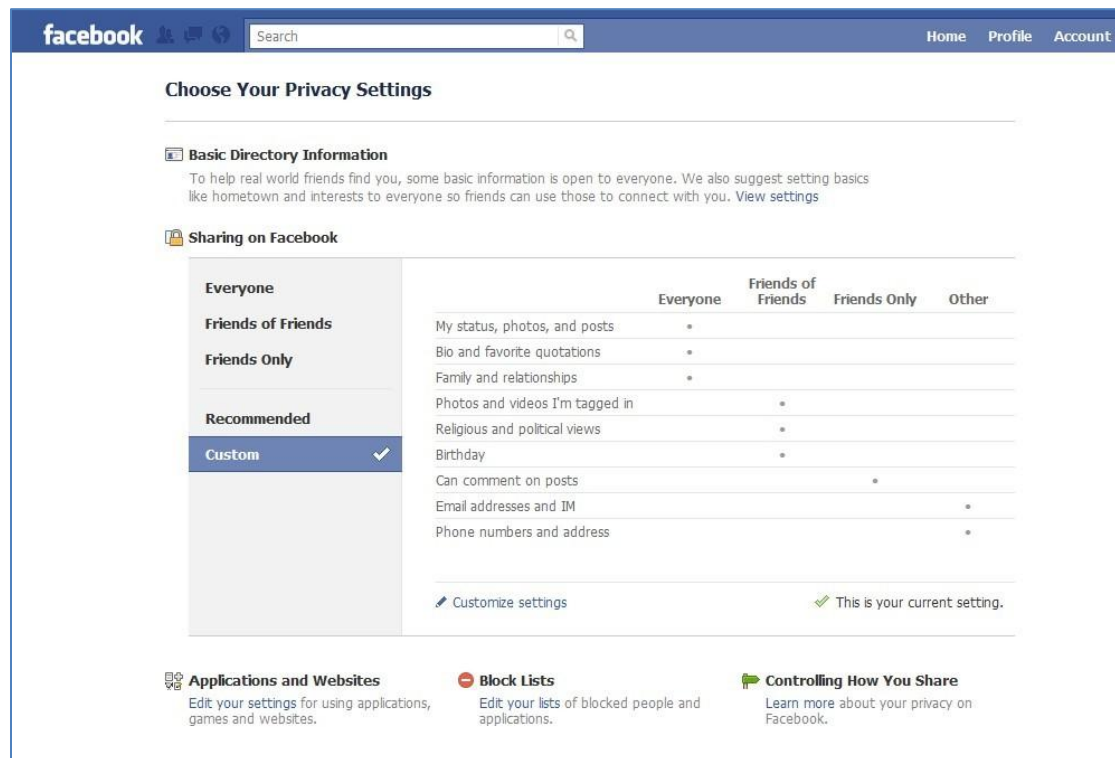 facebook Search Home Profile Account
Choose Your Privacy Settings
Basic Directory Information
To help real world friends find you, some basic information is open to everyone. We also suggest setting basics
like hometown and interests to everyone so friends can use those to connect with you. View settings
Sharing on Facebook
Everyone
Friends of Friends
Friends Only
Recommended
Custom
Everyone Friends of Friends Friends Only Other
My status, photos, and posts
Bio and favorite quotations
Family and relationships
Photos and videos I'm tagged in
Religious and political views
Birthday
Can comment on posts
Email addresses and IM
Phone numbers and address
Customize settings This is your current setting.
Applications and Websites
Edit your settings for using applications,
games and websites.
Block Lists
Edit your lists of blocked people and
applications.
Controlling How You Share
Learn more about your privacy on
Facebook.